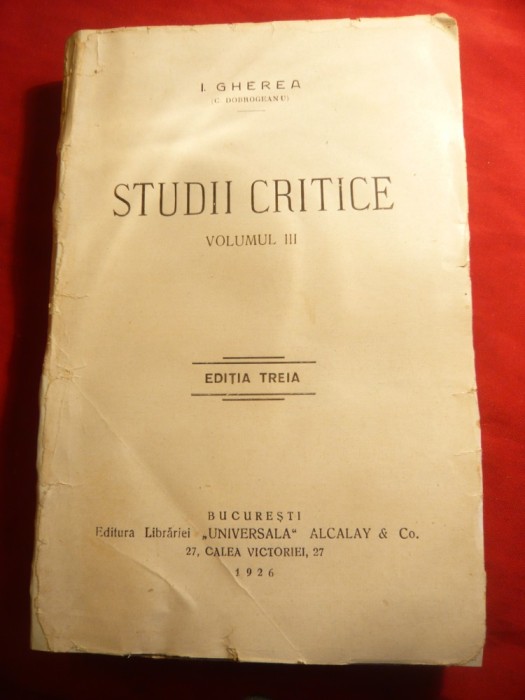 I. GHEREA
(C. DOBROGEANU)
STUDII CRITICE
VOLUMUL III
EDIȚIA TREIA
BUCUREȘTI
Editura Librăriei „UNIVERSALA“ ALCALAY & Co.
27, CALEA VICTORIEI, 27
1926